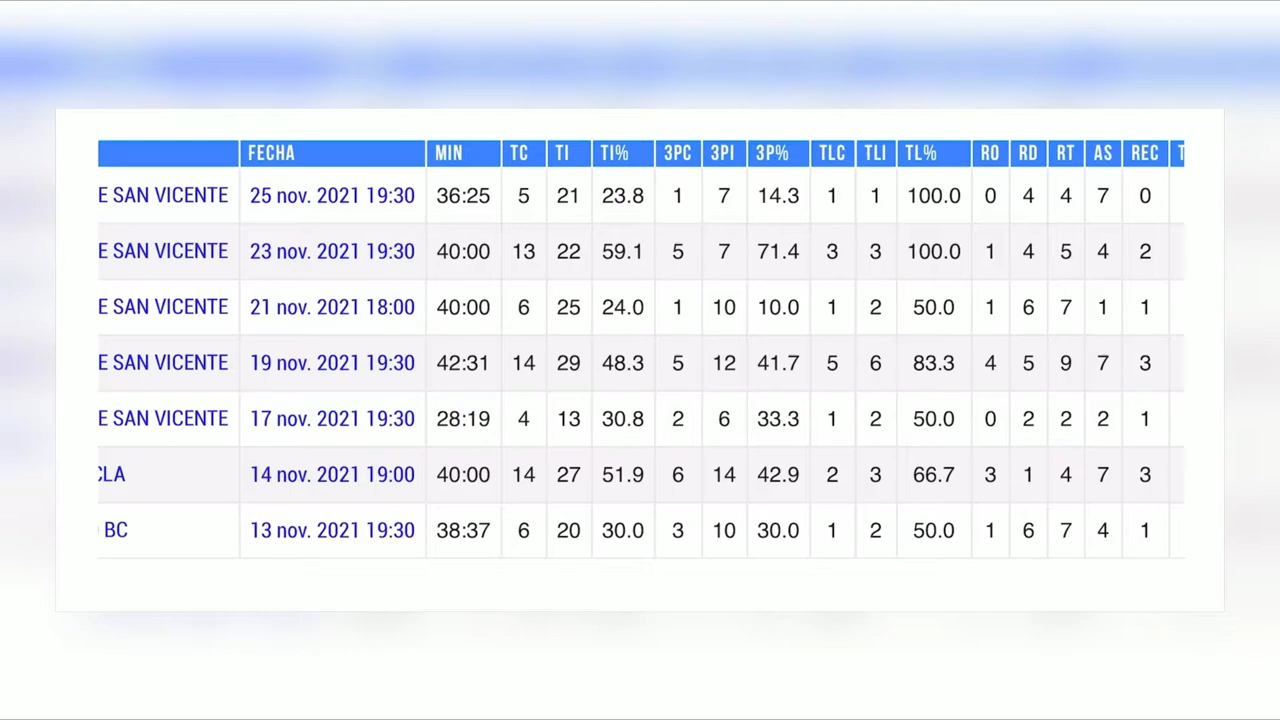 FECHA MIN TC TI TI% 3PC 3PI 3P% TLC TLI TL% RO RD RT AS REC
E SAN VICENTE 25 nov. 2021 19:30 36:25 5 21 23.8 1 7 14.3 1 1 100.0 0 4 4 7 0
E SAN VICENTE 23 nov. 2021 19:30 40:00 13 22 59.1 5 7 71.4 3 3 100.0 1 4 5 4 2
E SAN VICENTE 21 nov. 2021 18:00 40:00 6 25 24.0 1 10 10.0 1 2 50.0 1 6 7 1 1
E SAN VICENTE 19 nov. 2021 19:30 42:31 14 29 48.3 5 12 41.7 5 6 83.3 4 5 9 7 3
E SAN VICENTE 17 nov. 2021 19:30 28:19 4 13 30.8 2 6 33.3 1 2 50.0 0 2 2 2 1
CLA 14 nov. 2021 19:00 40:00 14 27 51.9 6 14 42.9 2 3 66.7 3 1 4 7 3
BC 13 nov. 2021 19:30 38:37 6 20 30.0 3 10 30.0 1 2 50.0 1 6 7 4 1